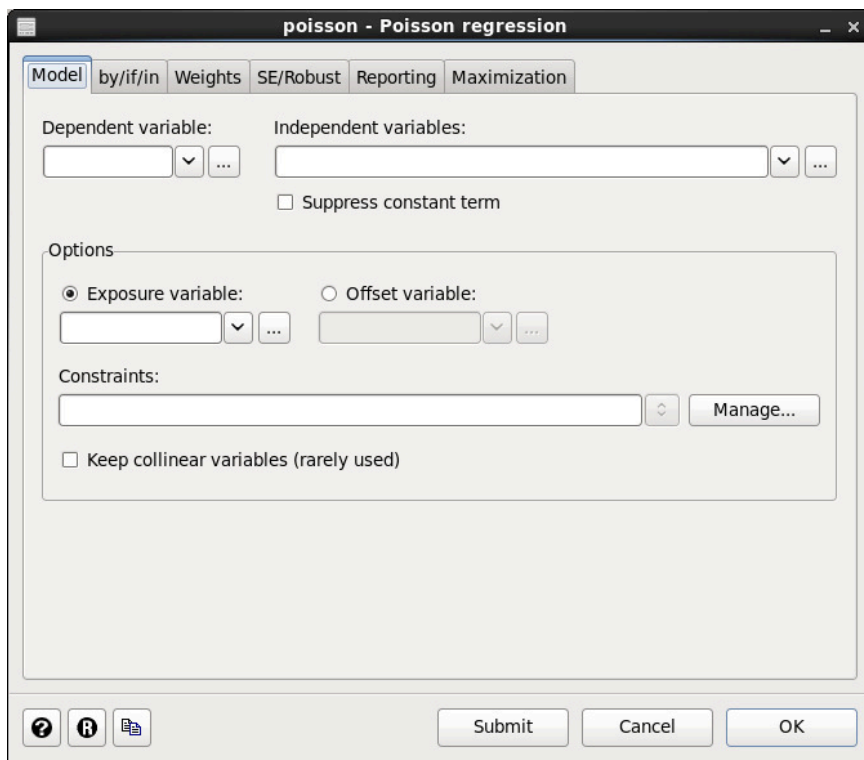 poisson - Poisson regression
Model by/if/in Weights SE/Robust Reporting Maximization
Dependent variable: Independent variables:
... ...
Suppress constant term
Options
Exposure variable: Offset variable:
... ...
Constraints:
Manage...
Keep collinear variables (rarely used)
? R Submit Cancel OK